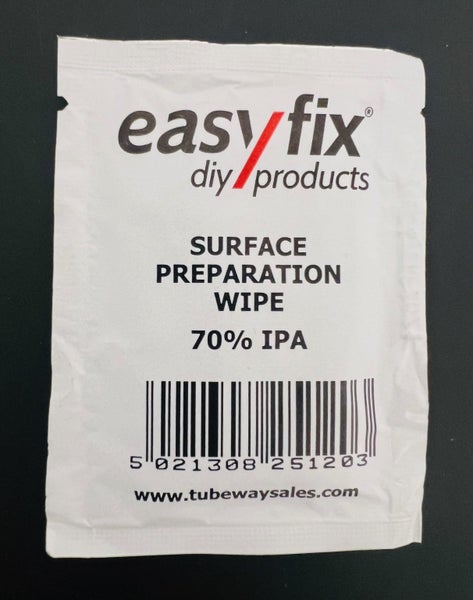 easyfix®
diy products
SURFACE
PREPARATION
WIPE
70% IPA
5 021308 251203
www.tubewaysales.com